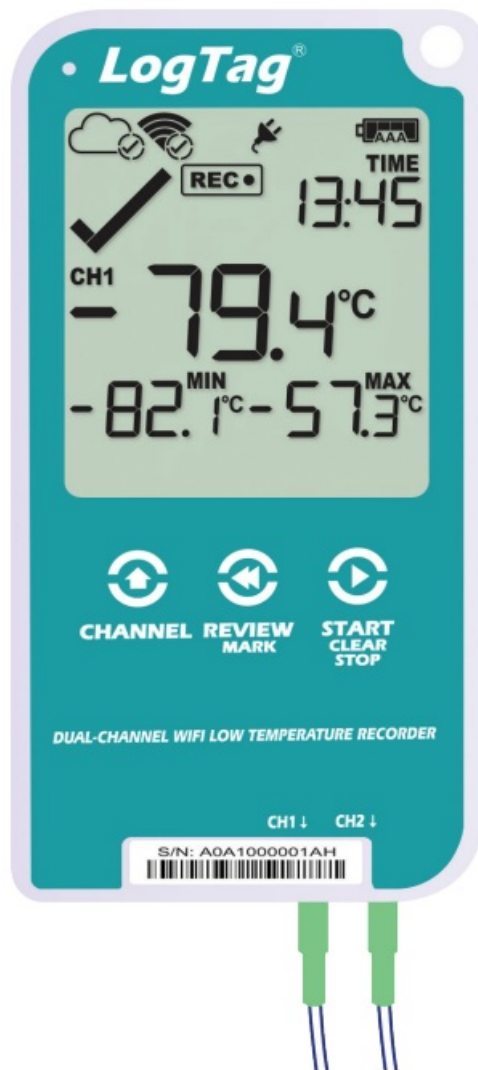 LogTag®
AAA
TIME
REC
13:45
CH1
-79.4°C
MIN MAX
-82.1°C -57.3°C
CHANNEL REVIEW START
MARK CLEAR
STOP
DUAL-CHANNEL WIFI LOW TEMPERATURE RECORDER
CH1↓ CH2↓
S/N: A0A1000001AH